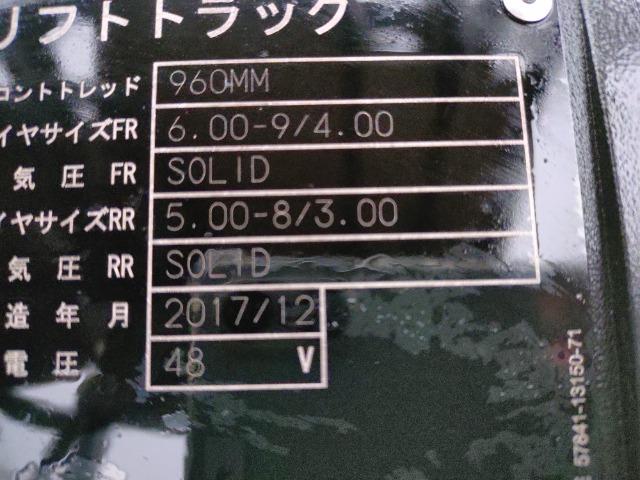 リフトトラック
ロントトレッド 960MM
イヤサイズFR 6.00-9/4.00
気圧 FR SOLID
イヤサイズRR 5.00-8/3.00
気圧 RR SOLID
造年月 2017/12
電圧 48 V
57841-13150-71